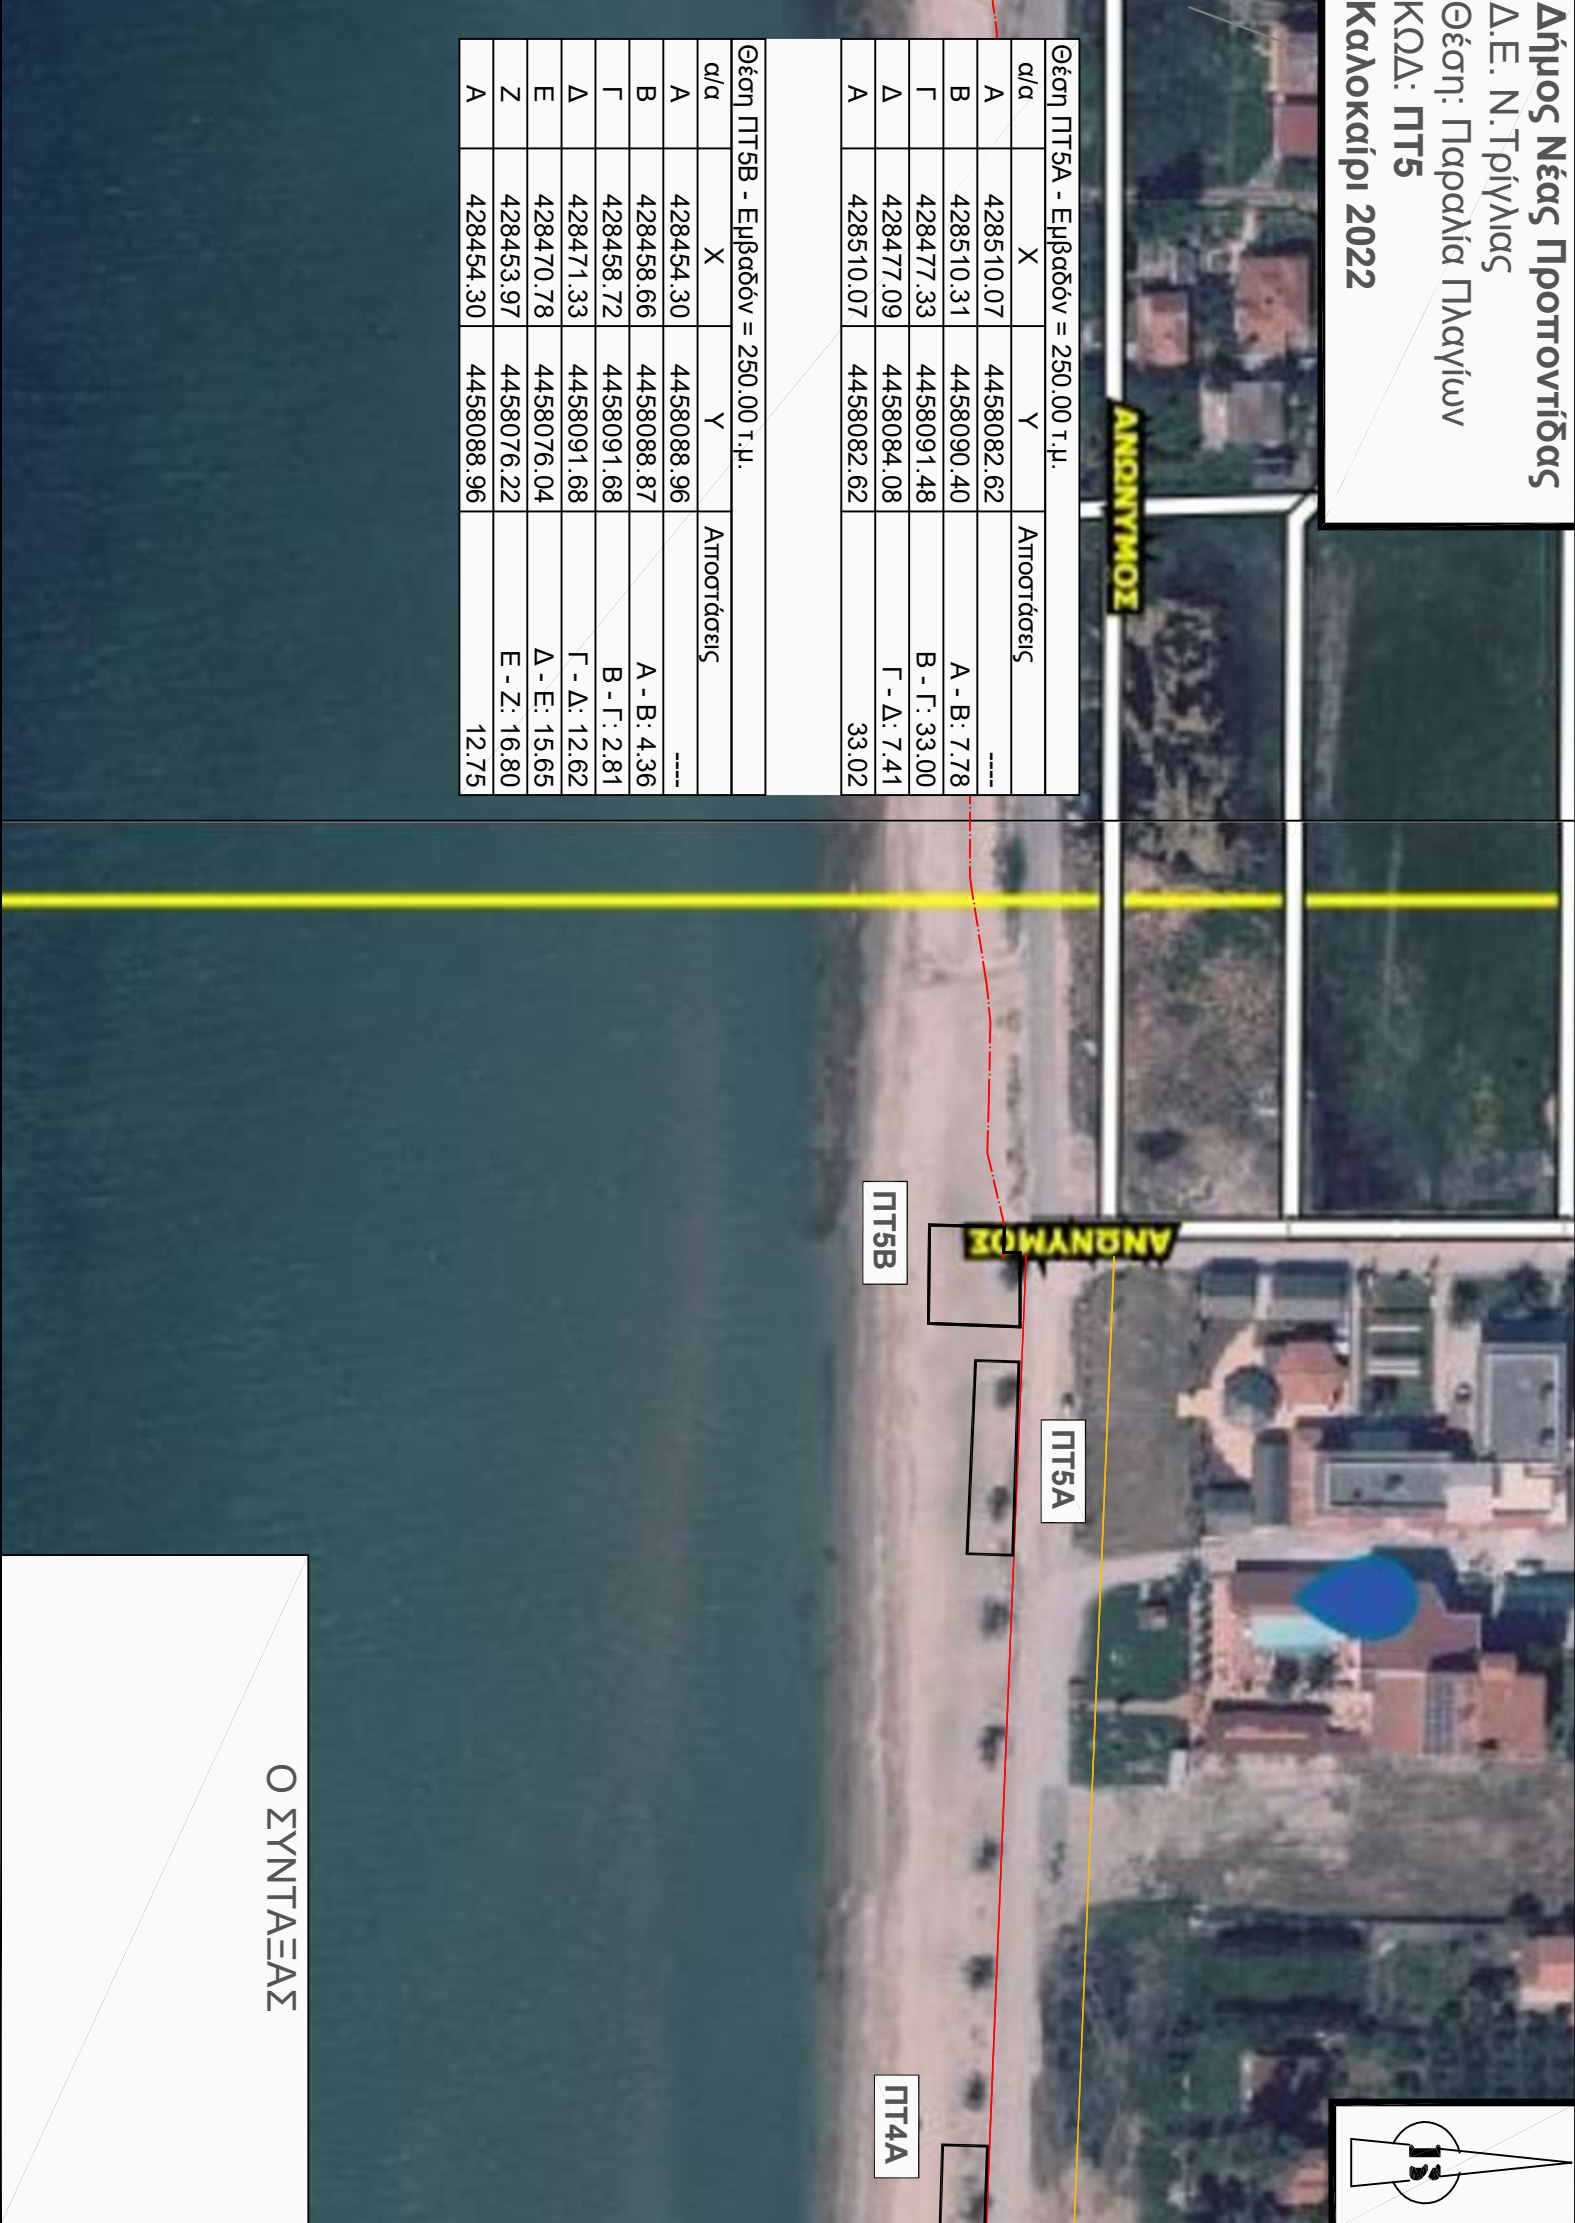 Δήμος Νέας Προποντίδας
Δ.Ε. Ν.Τρίγλιας
Θέση: Παραλία Πλαγίων
ΚΩΔ: ΠΤ5
Καλοκαίρι 2022
ΑΝΩΝΥΜΟΣ
Θέση ΠΤ5Α - Εμβαδόν = 250.00 τ.μ.
α/α Χ Υ Αποστάσεις
Α 428510.07 4458082.62 ----
Β 428510.31 4458090.40 Α - Β: 7.78
Γ 428477.33 4458091.48 Β - Γ: 33.00
Δ 428477.09 4458084.08 Γ - Δ: 7.41
Α 428510.07 4458082.62 33.02
Θέση ΠΤ5Β - Εμβαδόν = 250.00 τ.μ.
α/α Χ Υ Αποστάσεις
Α 428454.30 4458088.96 ----
Β 428458.66 4458088.87 Α - Β: 4.36
Γ 428458.72 4458091.68 Β - Γ: 2.81
Δ 428471.33 4458091.68 Γ - Δ: 12.62
Ε 428470.78 4458076.04 Δ - Ε: 15.65
Ζ 428453.97 4458076.22 Ε - Ζ: 16.80
Α 428454.30 4458088.96 12.75
ΑΝΩΝΥΜΟΣ
ΠΤ5Β
ΠΤ5Α
ΠΤ4Α
Ο ΣΥΝΤΑΞΑΣ